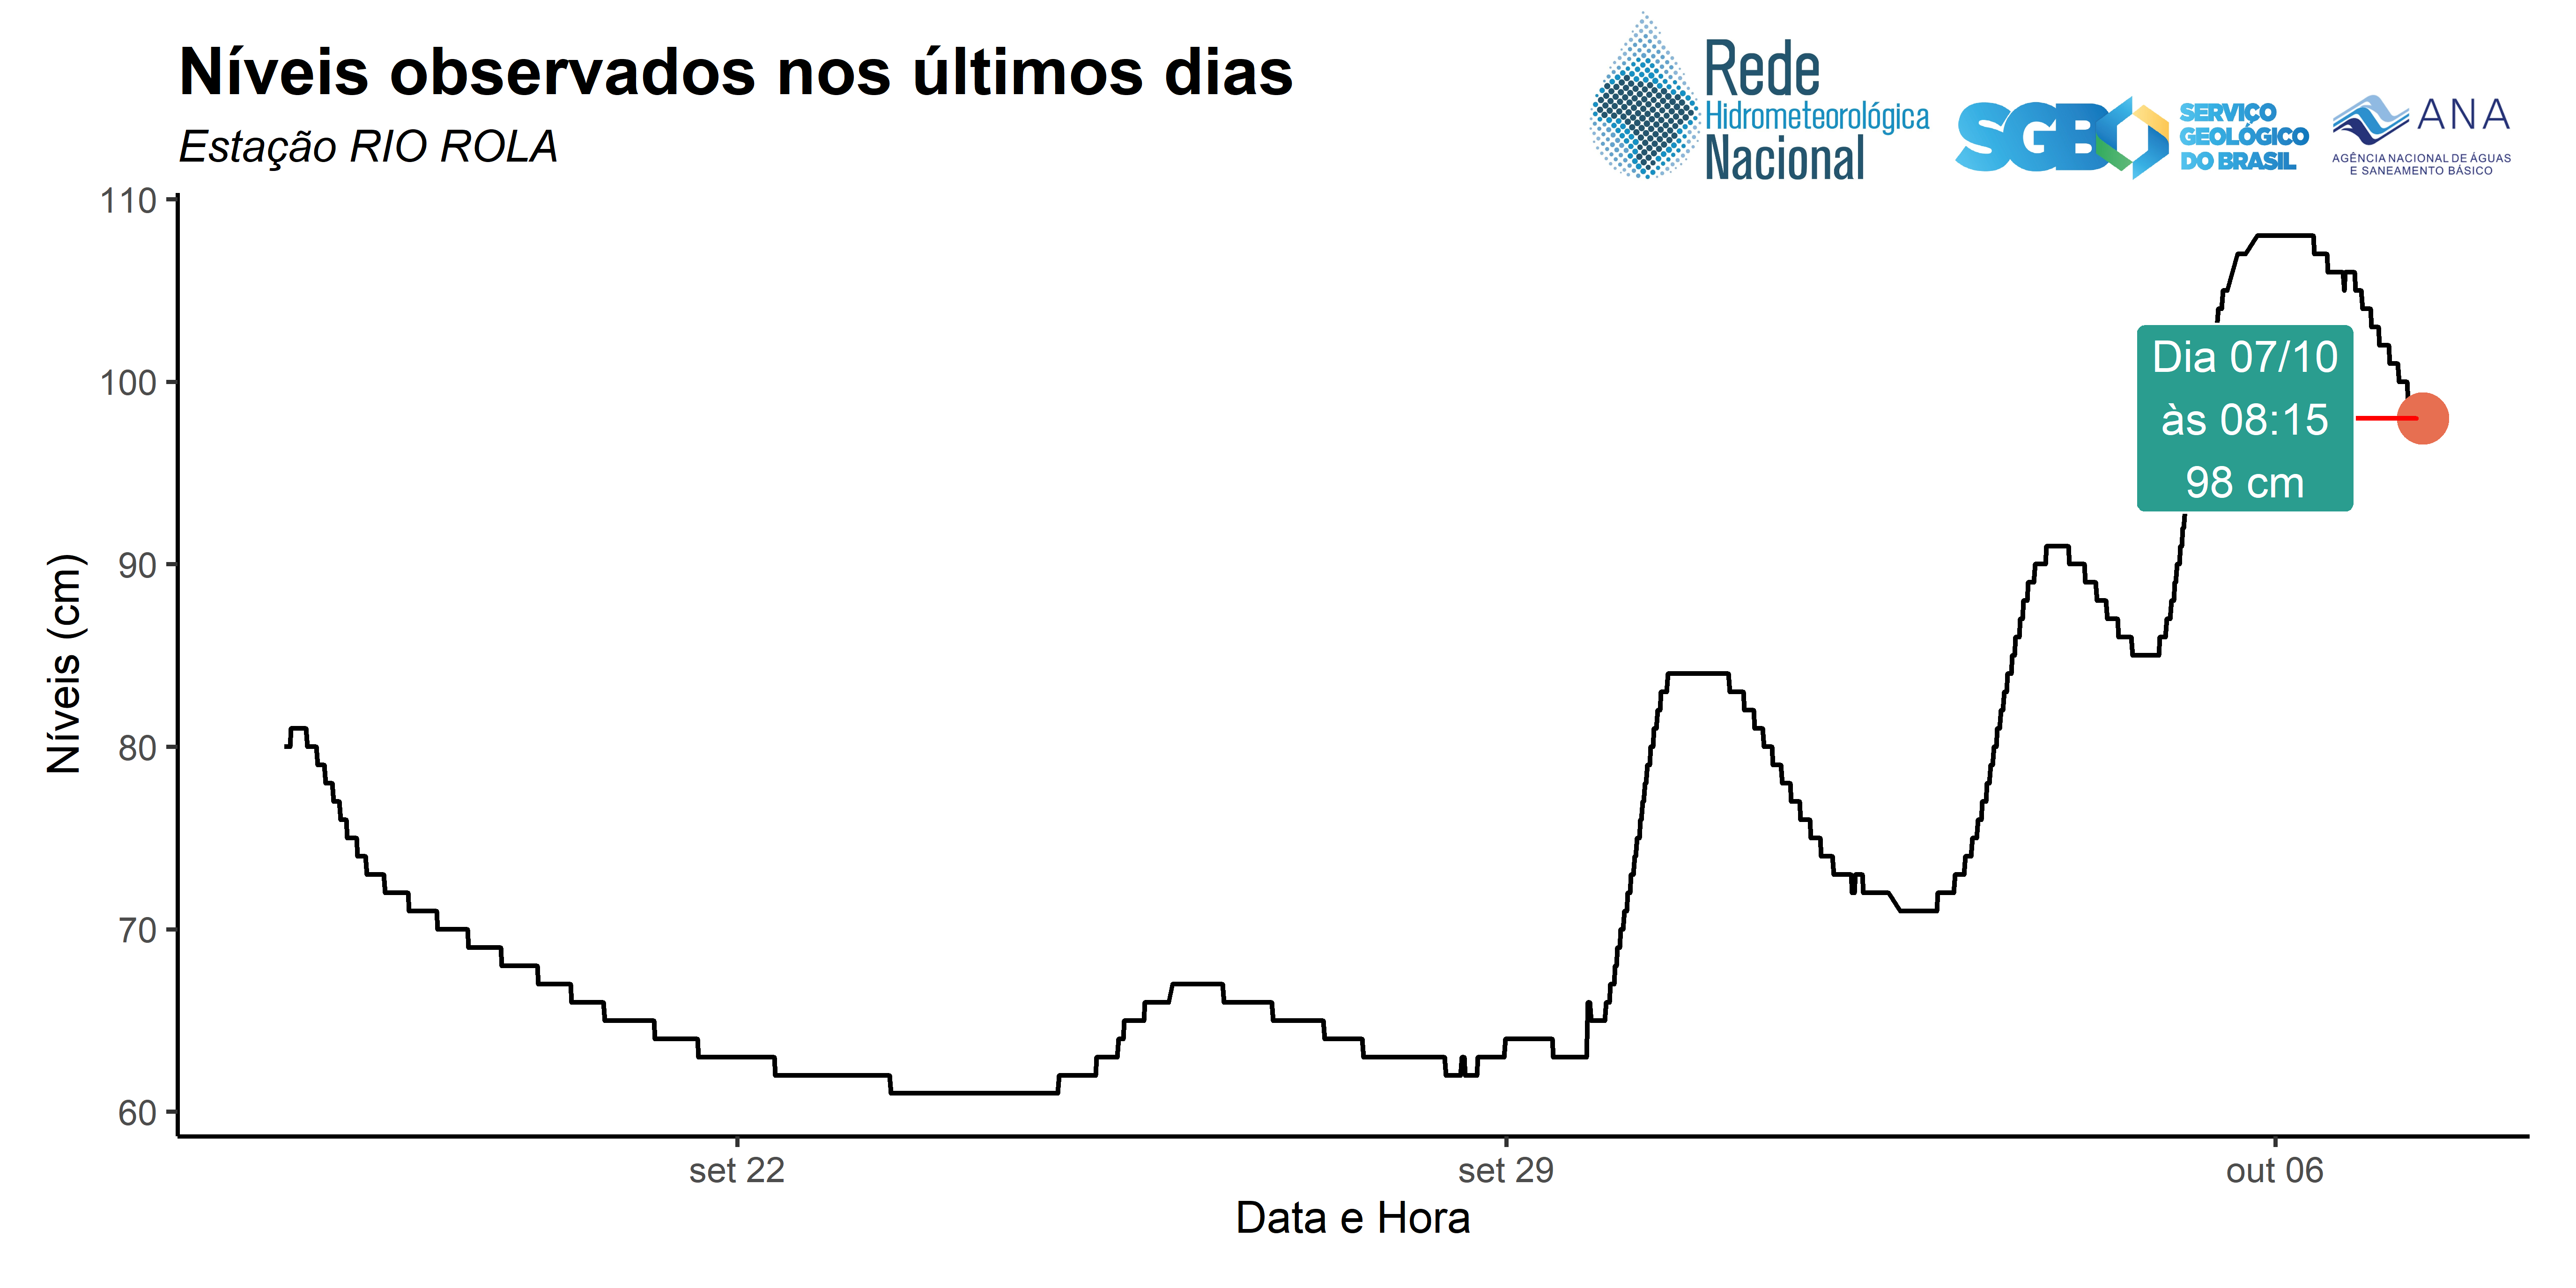 Níveis observados nos últimos dias
Estação RIO ROLA
Rede
Hidrometeorológica
Nacional
SGB
SERVIÇO
GEOLÓGICO
DO BRASIL
ANA
AGÊNCIA NACIONAL DE ÁGUAS
E SANEAMENTO BÁSICO
Níveis (cm)
110
100
90
80
70
60
Dia 07/10
às 08:15
98 cm
set 22
set 29
out 06
Data e Hora